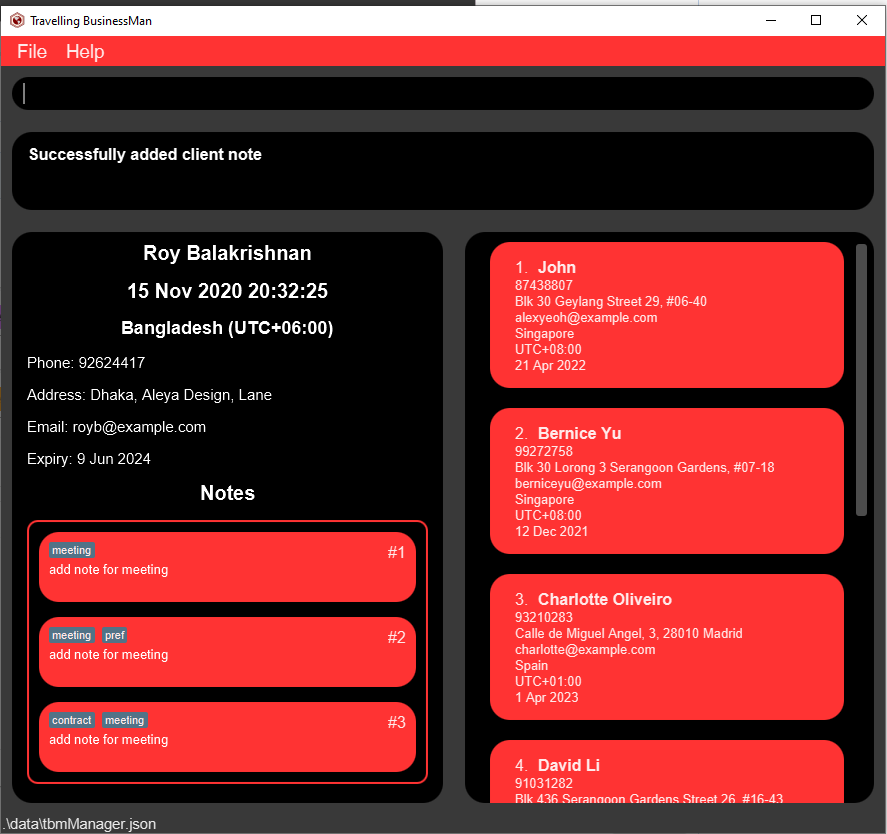 Travelling BusinessMan
File Help
Successfully added client note
Roy Balakrishnan
15 Nov 2020 20:32:25
Bangladesh (UTC+06:00)
Phone: 92624417
Address: Dhaka, Aleya Design, Lane
Email: royb@example.com
Expiry: 9 Jun 2024
Notes
meeting #1
add note for meeting
meeting pref #2
add note for meeting
contract meeting #3
add note for meeting
1. John
87438807
Blk 30 Geylang Street 29, #06-40
alexyeoh@example.com
Singapore
UTC+08:00
21 Apr 2022
2. Bernice Yu
99272758
Blk 30 Lorong 3 Serangoon Gardens, #07-18
berniceyu@example.com
Singapore
UTC+08:00
12 Dec 2021
3. Charlotte Oliveiro
93210283
Calle de Miguel Angel, 3, 28010 Madrid
charlotte@example.com
Spain
UTC+01:00
1 Apr 2023
4. David Li
91031282
Blk 436 Serangoon Gardens Street 26, #16-43
.\data\tbmManager.json